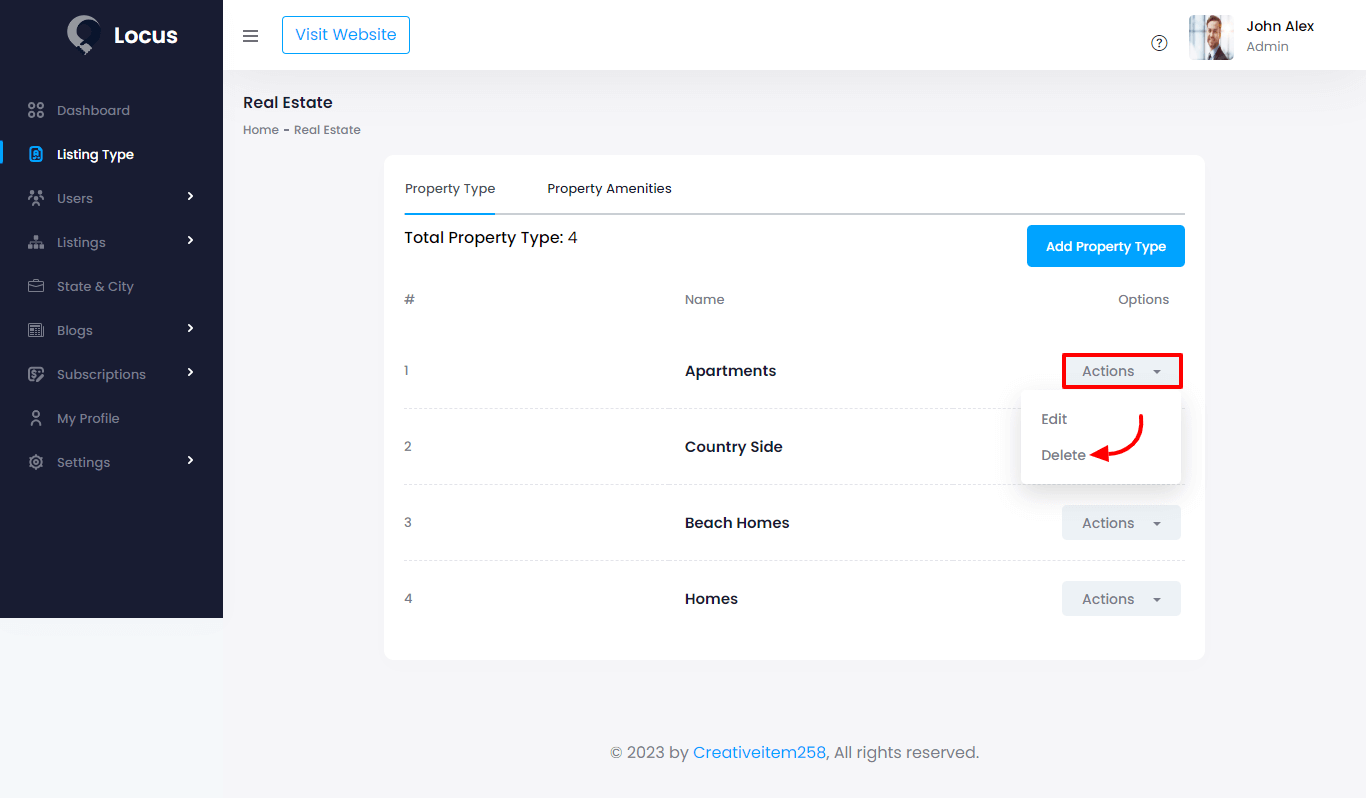 Locus
Visit Website
John Alex
Admin
Dashboard
Listing Type
Users
Listings
State & City
Blogs
Subscriptions
My Profile
Settings
Real Estate
Home - Real Estate
Property Type
Property Amenities
Total Property Type: 4
Add Property Type
# Name Options
1 Apartments Actions
Edit
Delete
2 Country Side
3 Beach Homes Actions
4 Homes Actions
© 2023 by Creativeitem258, All rights reserved.